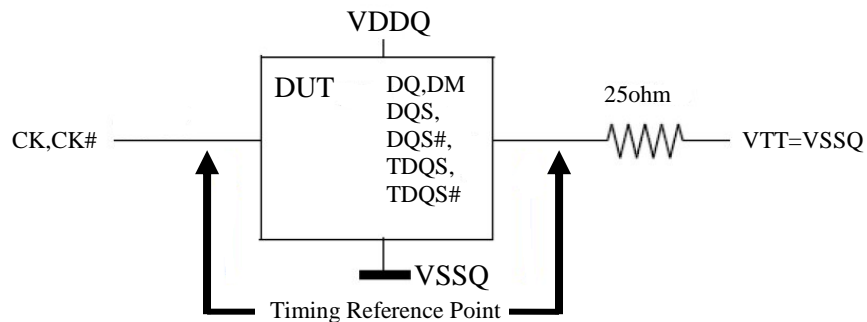 VDDQ
DUT
DQ,DM
DQS,
DQS#,
TDQS,
TDQS#
CK,CK#
25ohm
VTT=VSSQ
VSSQ
Timing Reference Point